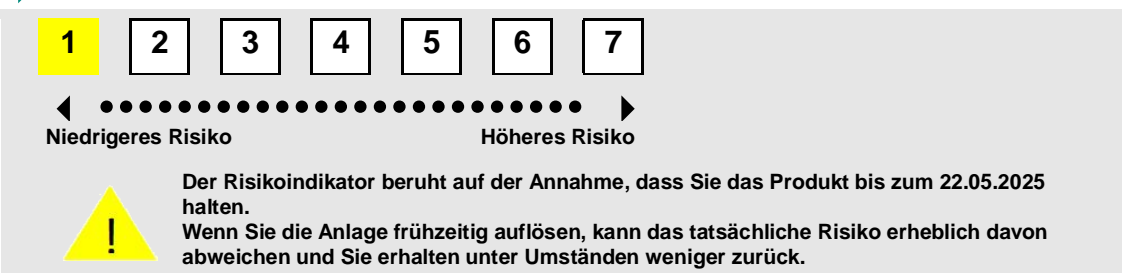 1 2 3 4 5 6 7
Niedrigeres Risiko Höheres Risiko
Der Risikoindikator beruht auf der Annahme, dass Sie das Produkt bis zum 22.05.2025
halten.
! Wenn Sie die Anlage frühzeitig auflösen, kann das tatsächliche Risiko erheblich davon
abweichen und Sie erhalten unter Umständen weniger zurück.